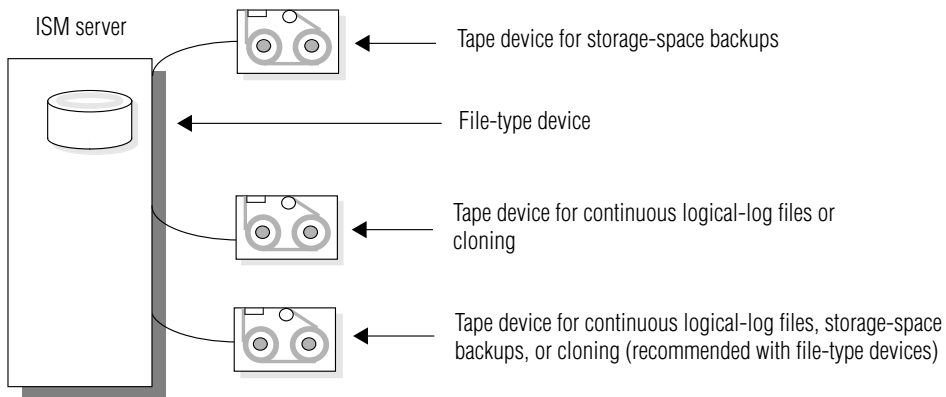 ISM server
Tape device for storage-space backups
File-type device
Tape device for continuous logical-log files or
cloning
Tape device for continuous logical-log files, storage-space
backups, or cloning (recommended with file-type devices)